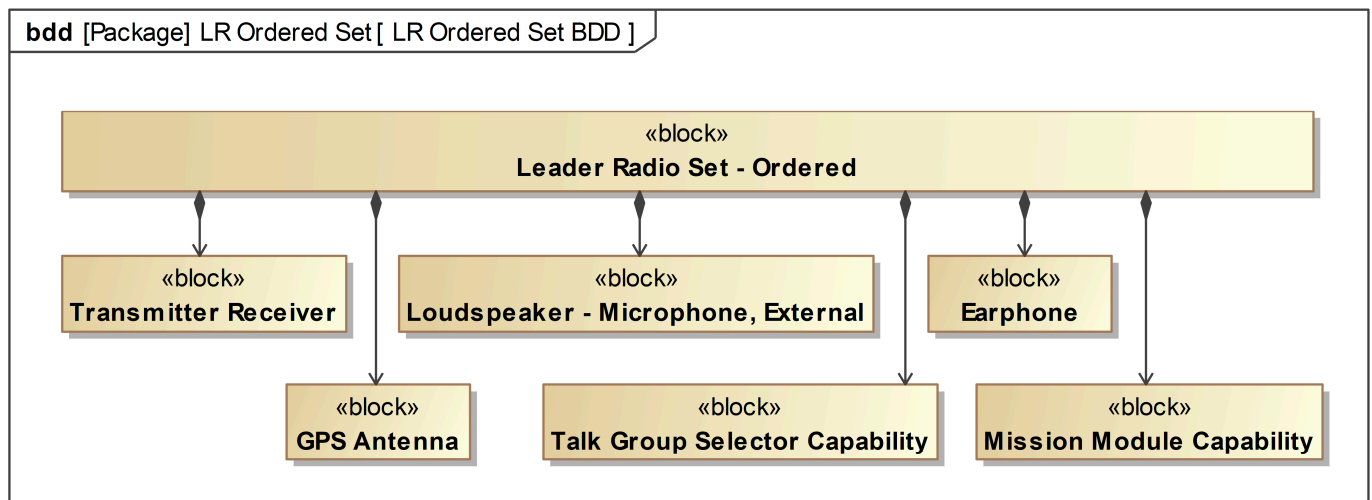 bdd [Package] LR Ordered Set [ LR Ordered Set BDD ]
«block»
Leader Radio Set - Ordered
«block»
Transmitter Receiver
«block»
Loudspeaker - Microphone, External
«block»
Earphone
«block»
GPS Antenna
«block»
Talk Group Selector Capability
«block»
Mission Module Capability